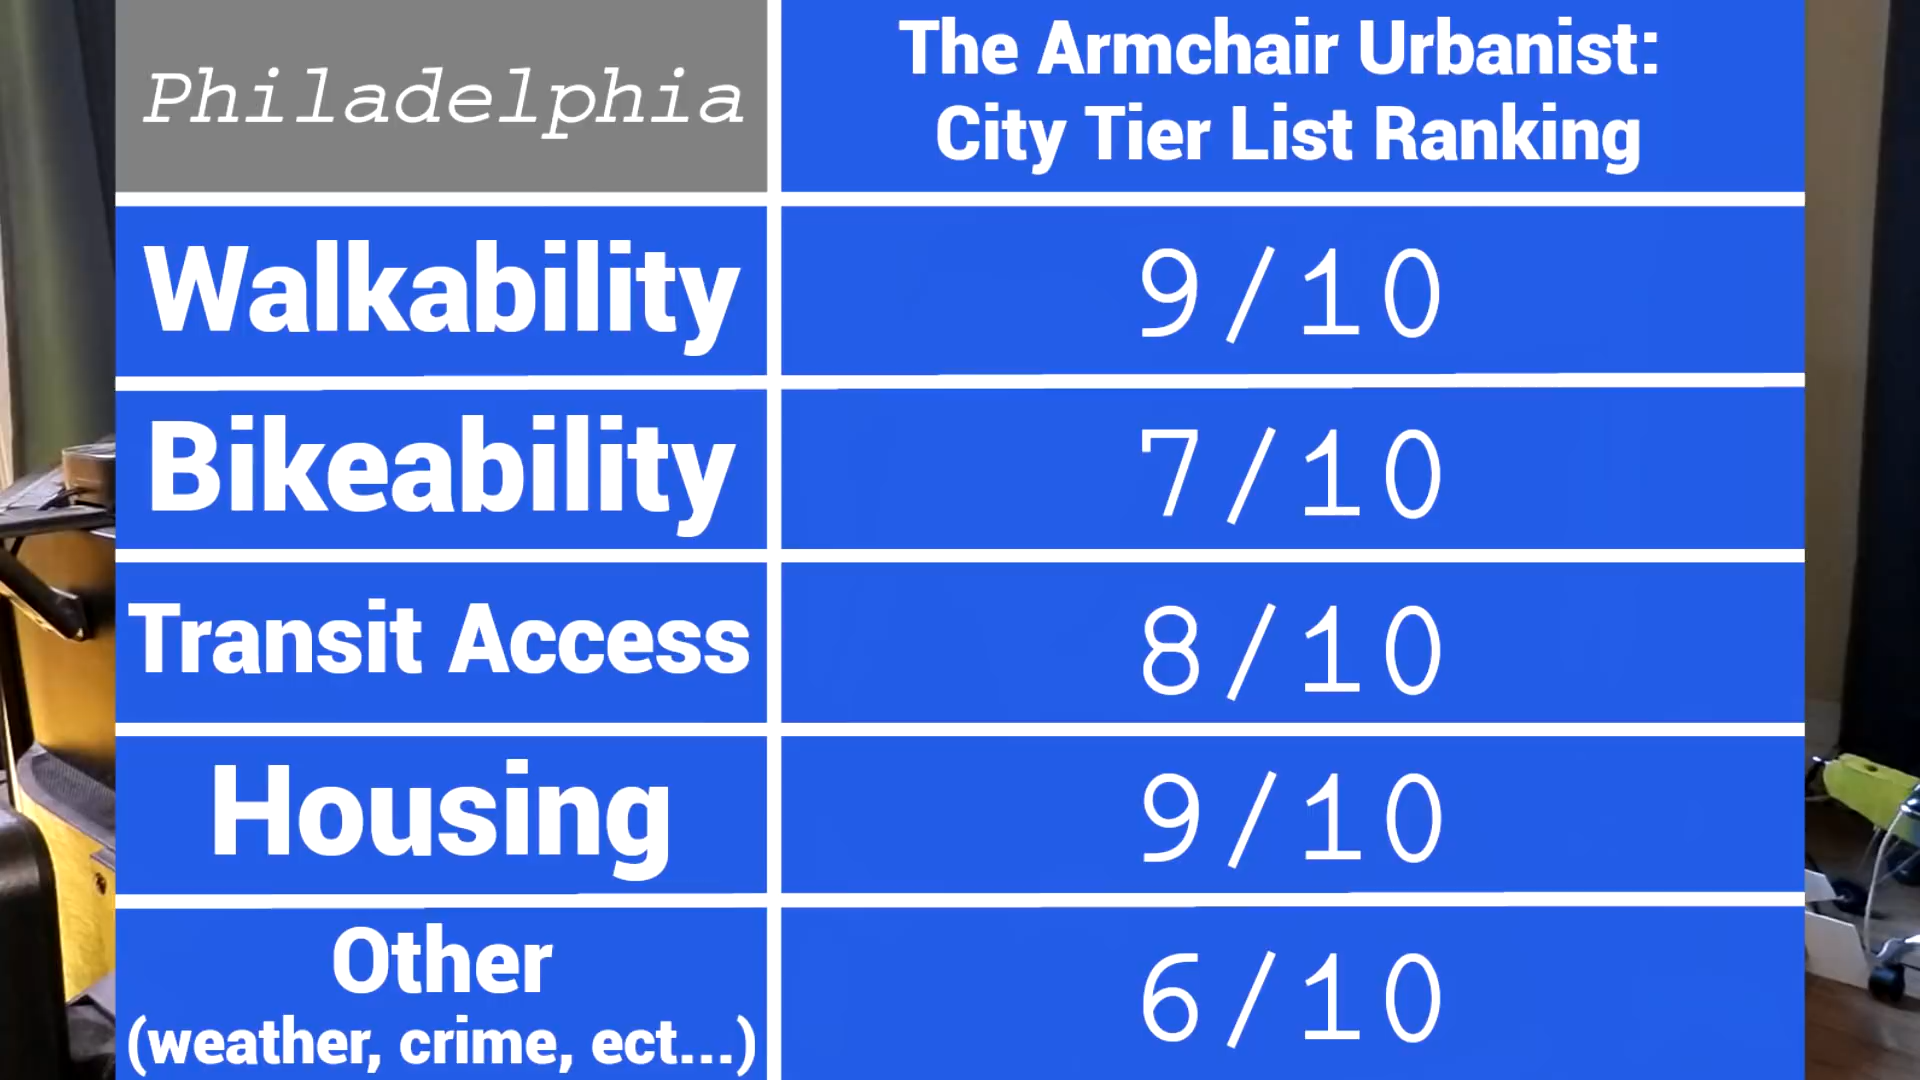 Philadelphia
The Armchair Urbanist:
City Tier List Ranking
Walkability
9/10
Bikeability
7/10
Transit Access
8/10
Housing
9/10
Other
(weather, crime, ect...)
6/10